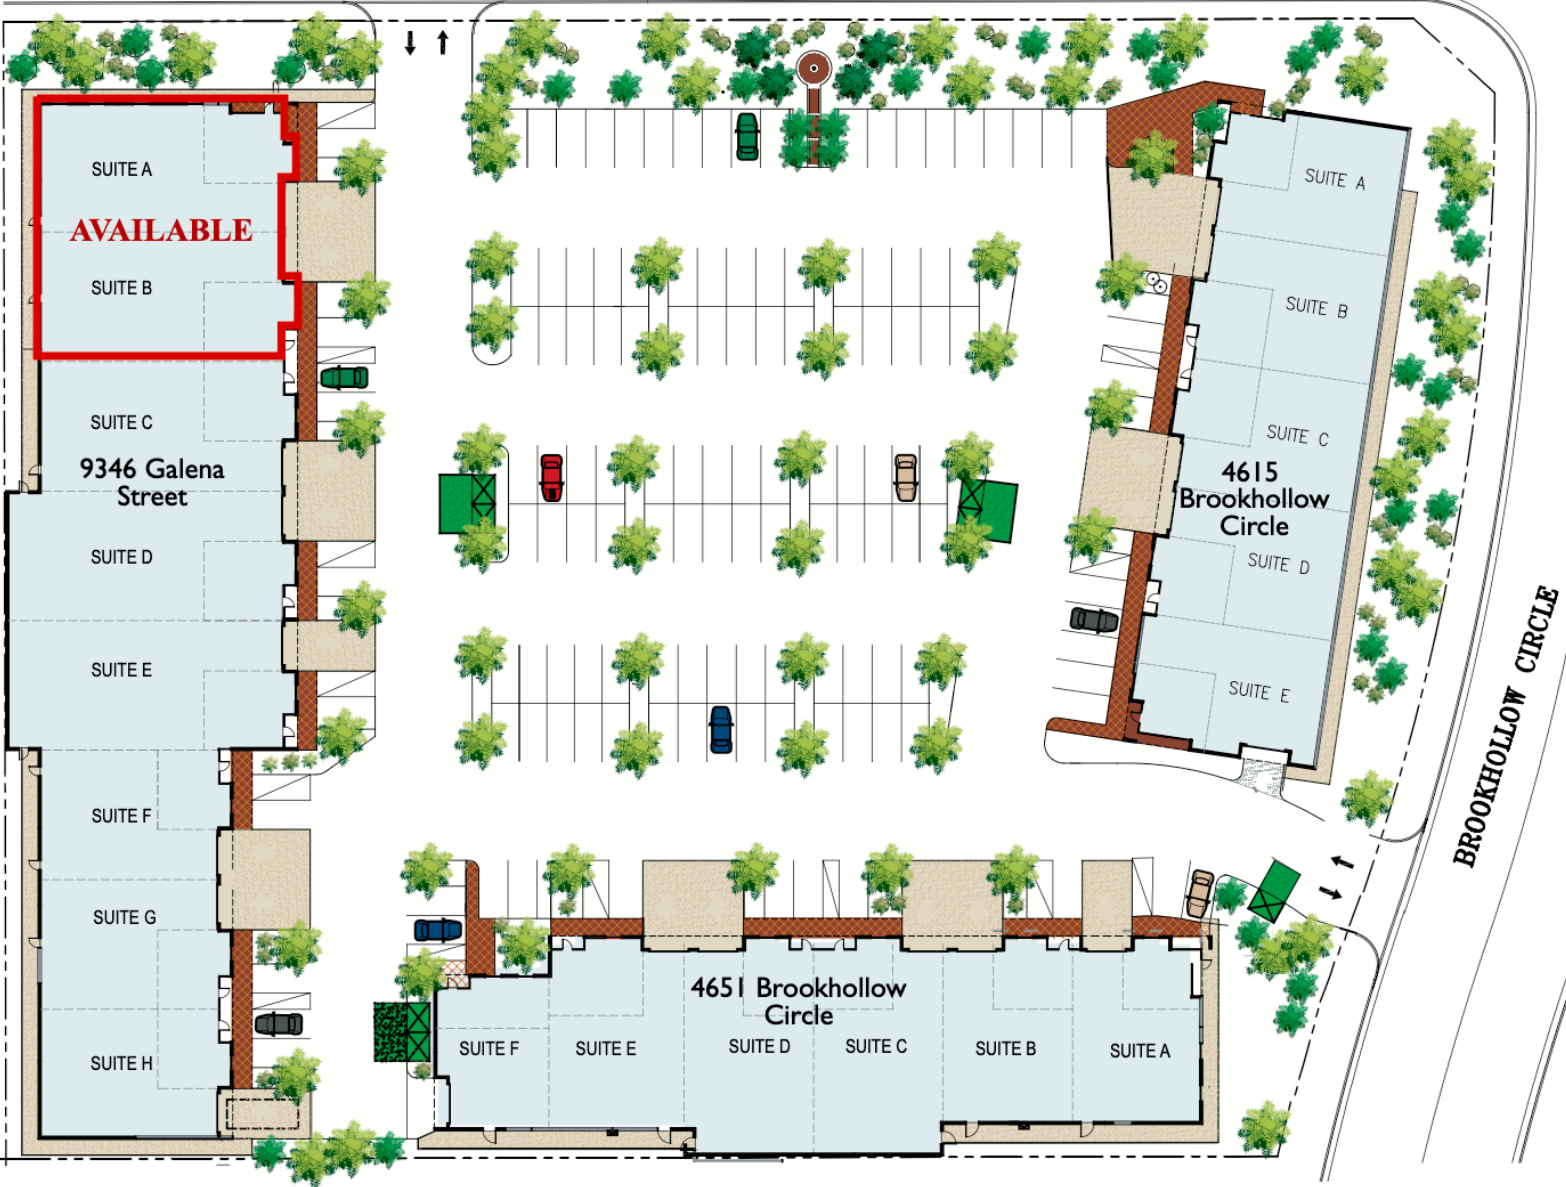 SUITE A
AVAILABLE
SUITE B
SUITE C
9346 Galena
Street
SUITE D
SUITE E
SUITE F
SUITE G
SUITE H
SUITE A
SUITE B
SUITE C
4615
Brookhollow
Circle
SUITE D
SUITE E
4651 Brookhollow
Circle
SUITE F
SUITE E
SUITE D
SUITE C
SUITE B
SUITE A
BROOKHOLLOW CIRCLE